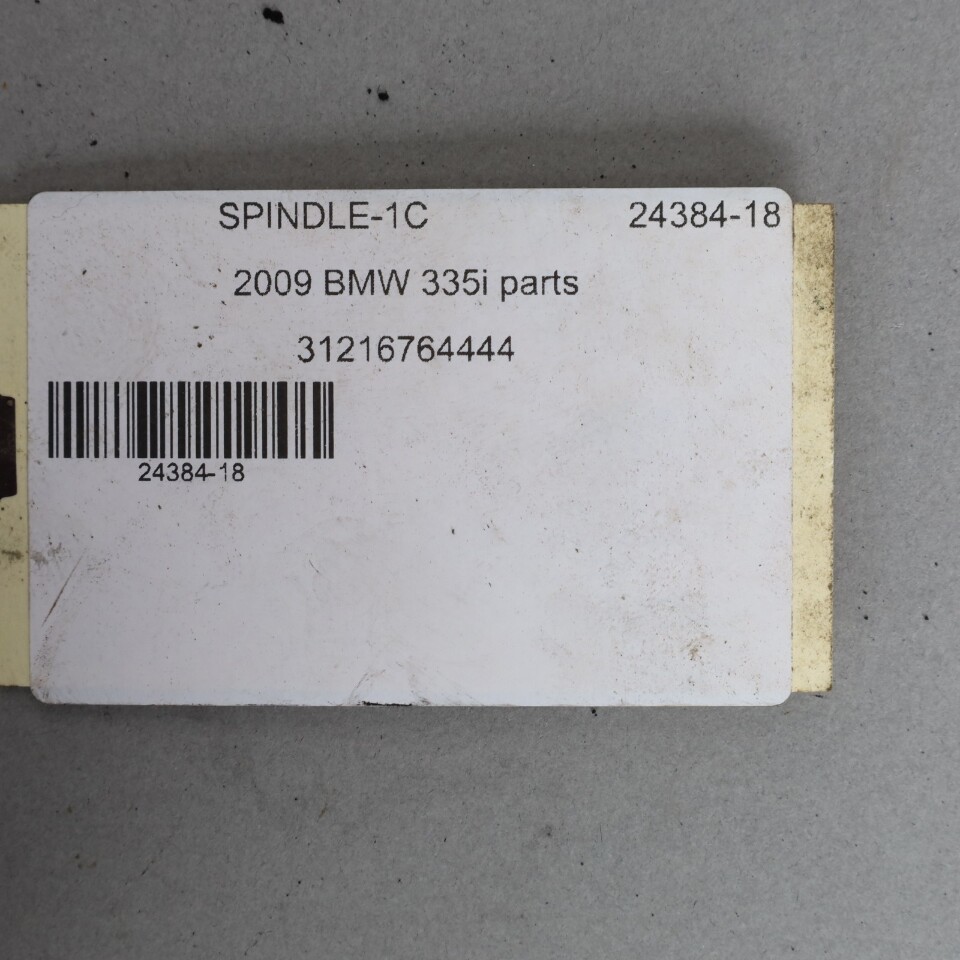 SPINDLE-1C 24384-18
2009 BMW 335i parts
31216764444
24384-18